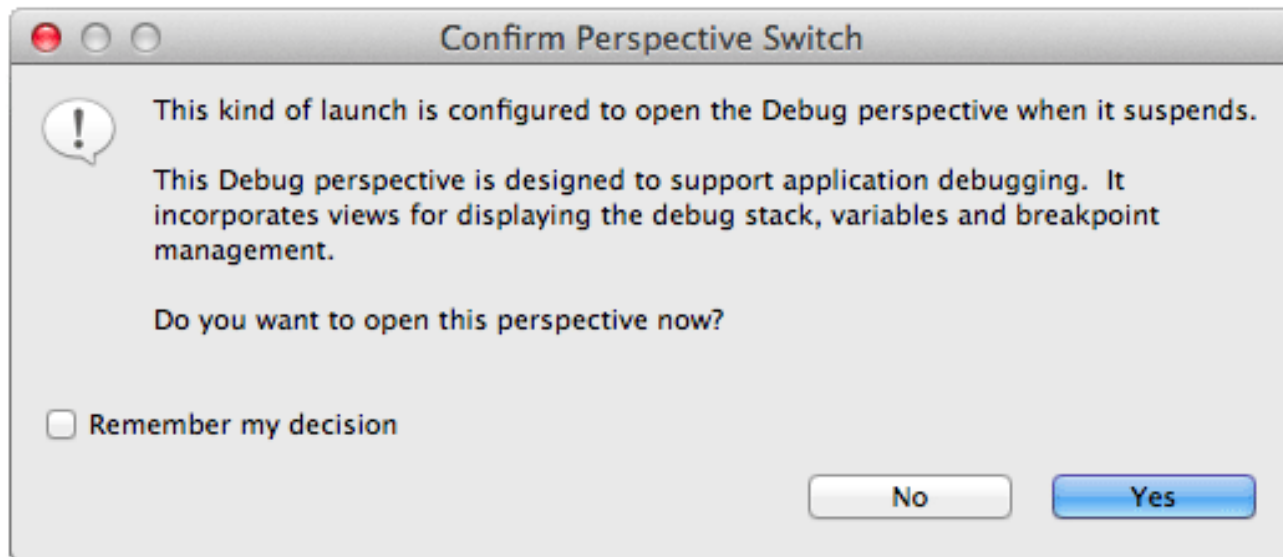 Confirm Perspective Switch
This kind of launch is configured to open the Debug perspective when it suspends.
This Debug perspective is designed to support application debugging.  It
incorporates views for displaying the debug stack, variables and breakpoint
management.
Do you want to open this perspective now?
Remember my decision
No
Yes